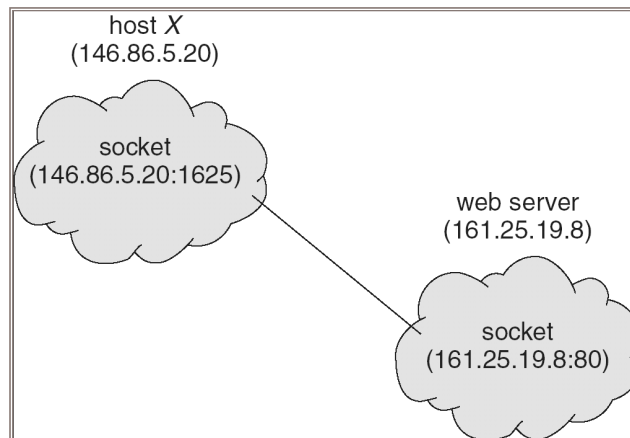 host X
(146.86.5.20)
socket
(146.86.5.20:1625)
web server
(161.25.19.8)
socket
(161.25.19.8:80)